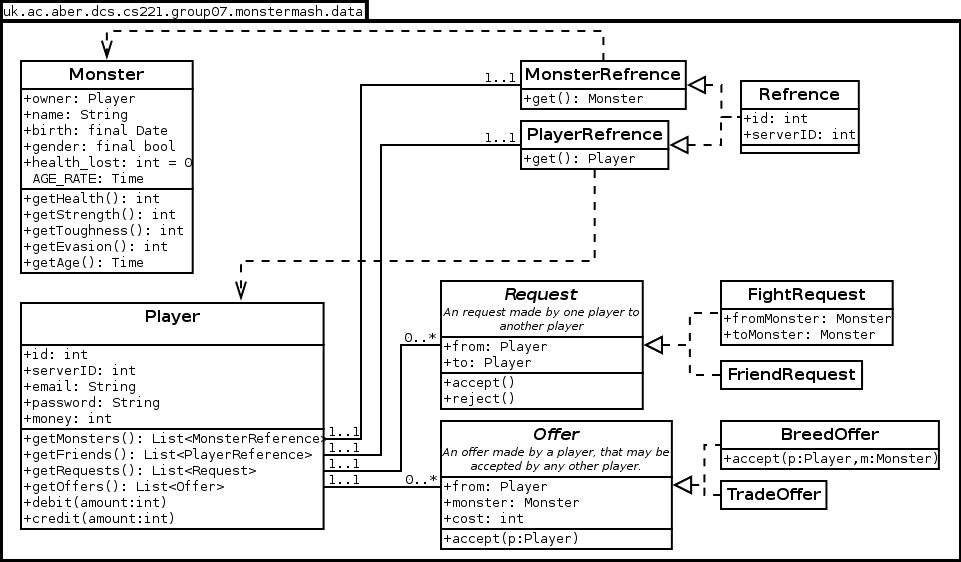 uk.ac.aber.dcs.cs221.group07.monstermash.data
Monster
+owner: Player
+name: String
+birth: final Date
+gender: final bool
+health_lost: int = 0
AGE_RATE: Time
+getHealth(): int
+getStrength(): int
+getToughness(): int
+getEvasion(): int
+getAge(): Time
1..1
MonsterRefrence
+get(): Monster
1..1
PlayerRefrence
+get(): Player
Refrence
+id: int
+serverID: int
Player
+id: int
+serverID: int
+email: String
+password: String
+money: int
+getMonsters(): List<MonsterReference>
+getFriends(): List<PlayerReference>
+getRequests(): List<Request>
+getOffers(): List<Offer>
+debit(amount:int)
+credit(amount:int)
1..1
1..1
1..1
1..1
0..*
0..*
Request
An request made by one player to
another player
+from: Player
+to: Player
+accept()
+reject()
FightRequest
+fromMonster: Monster
+toMonster: Monster
FriendRequest
Offer
An offer made by a player, that may be
accepted by any other player.
+from: Player
+monster: Monster
+cost: int
+accept(p:Player)
BreedOffer
+accept(p:Player,m:Monster)
TradeOffer